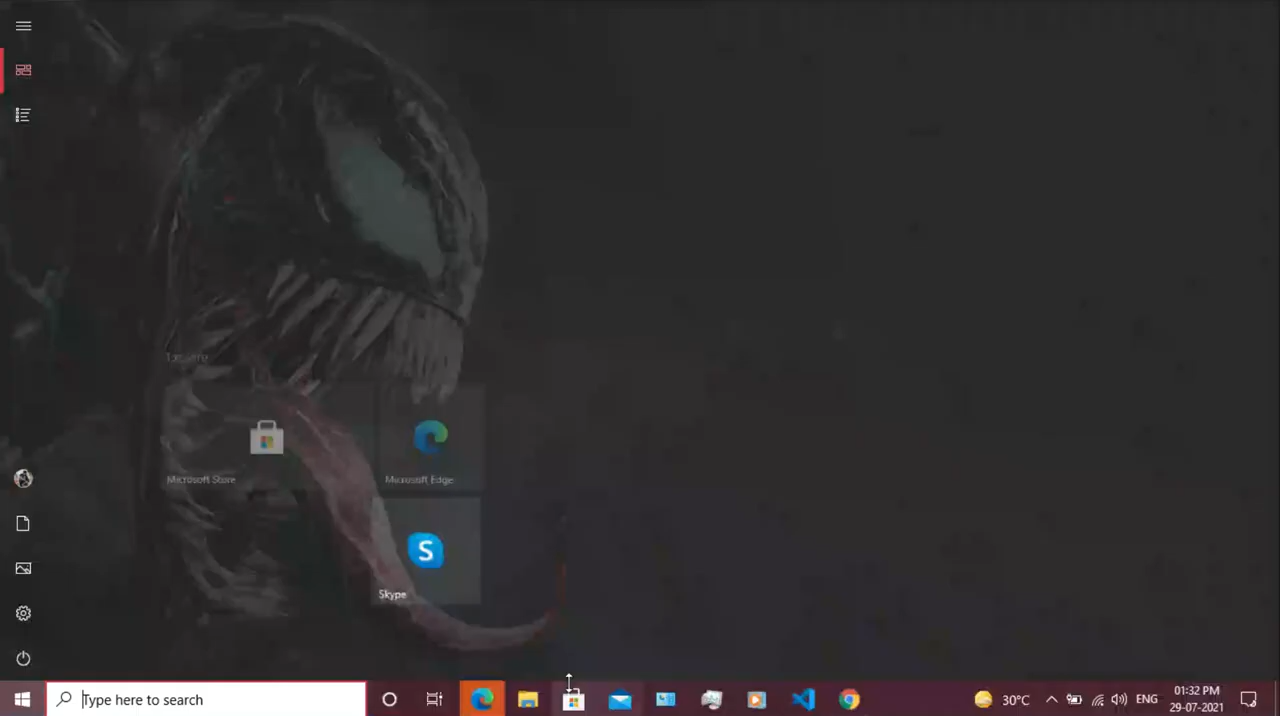 Microsoft Store
Microsoft Edge
S
Skype
Type here to search
30°C
ENG
01:32 PM
29-07-2021